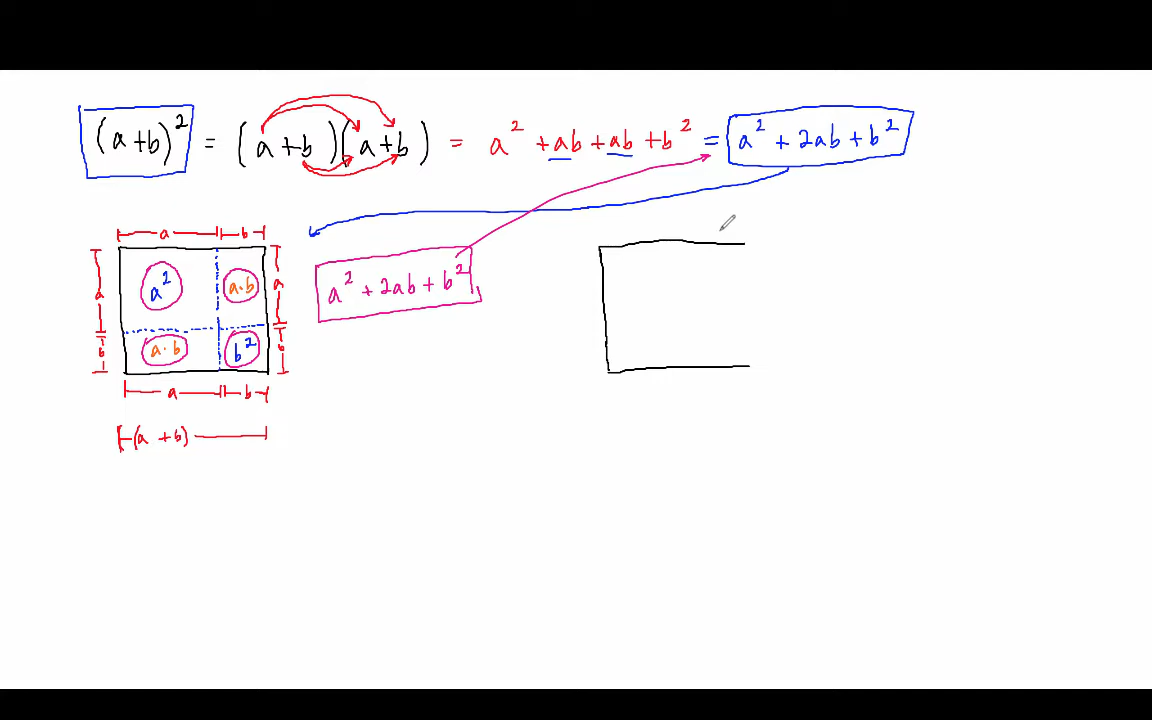 (a+b)² = (a+b)(a+b) = a² + ab + ab + b² = a² + 2ab + b²
a b
a a² a·b a
a² + 2ab + b²
b a·b b² b
a b
(a+b)